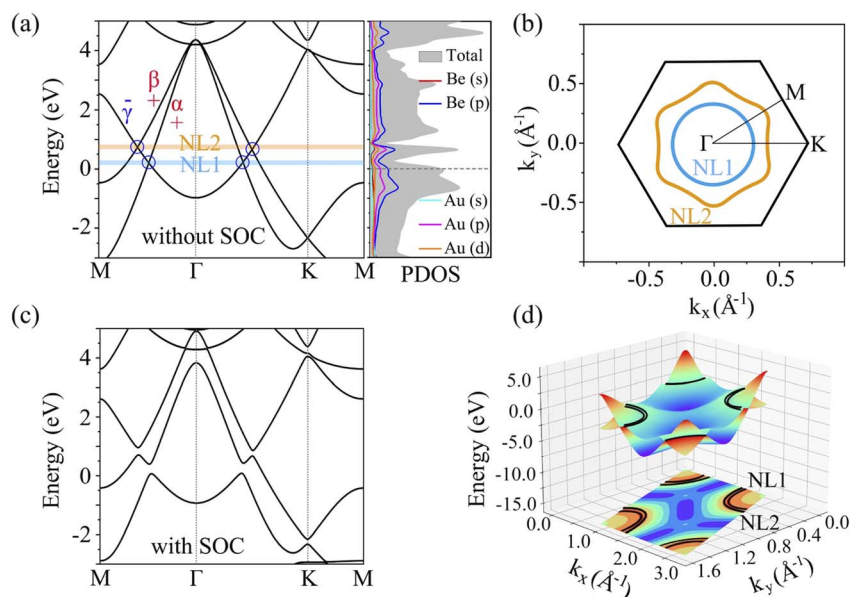 (a)
4
2
0
-2
Energy (eV)
γ̄
β
+
α
+
NL2
NL1
without SOC
M Γ K M
Total
Be (s)
Be (p)
Au (s)
Au (p)
Au (d)
PDOS
(b)
1.0
0.5
0.0
-0.5
-1.0
k_y (Å⁻¹)
M
Γ
K
NL1
NL2
-0.5 0.0 0.5
k_x (Å⁻¹)
(c)
4
2
0
-2
Energy (eV)
with SOC
M Γ K M
(d)
5.0
0.0
-5.0
-10.0
-15.0
Energy (eV)
NL1
NL2
0.0 1.0 2.0 3.0
k_x (Å⁻¹)
1.6 1.2 0.8 0.4 0.0
k_y (Å⁻¹)